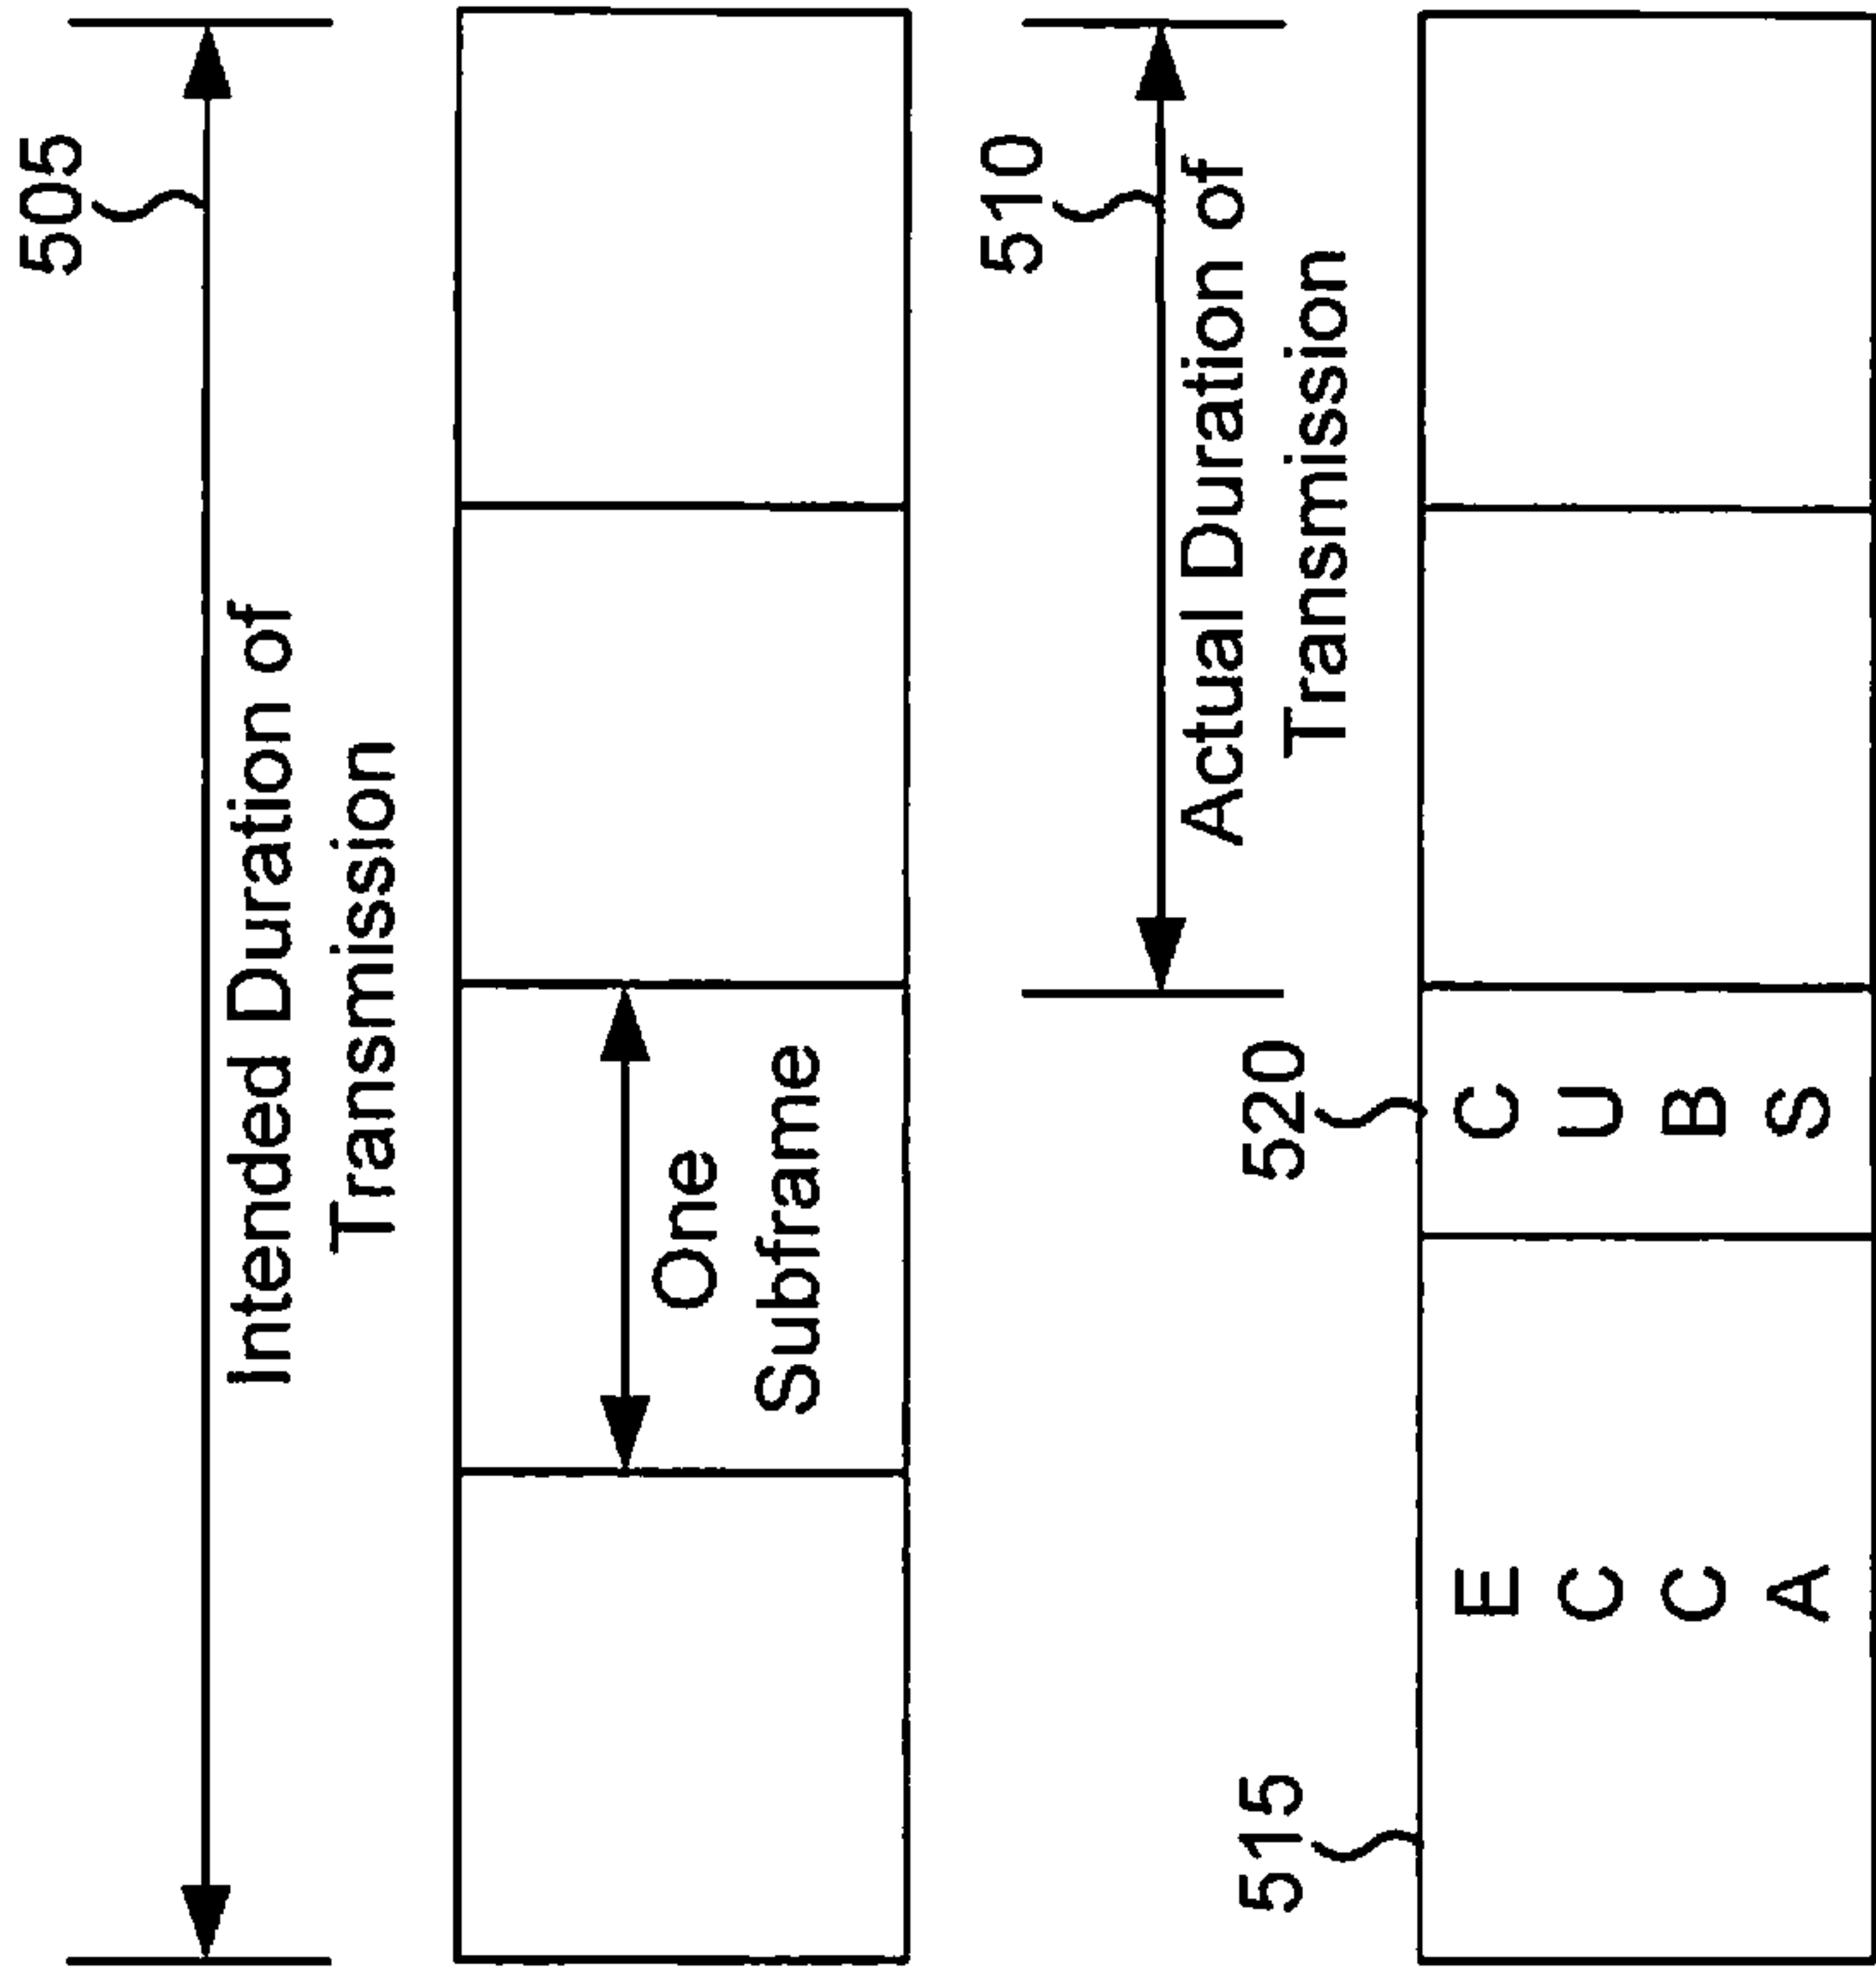 505
Intended Duration of
Transmission
One
Subframe
510
Actual Duration of
Transmission
515
520
E
C
C
A
C
U
B
S